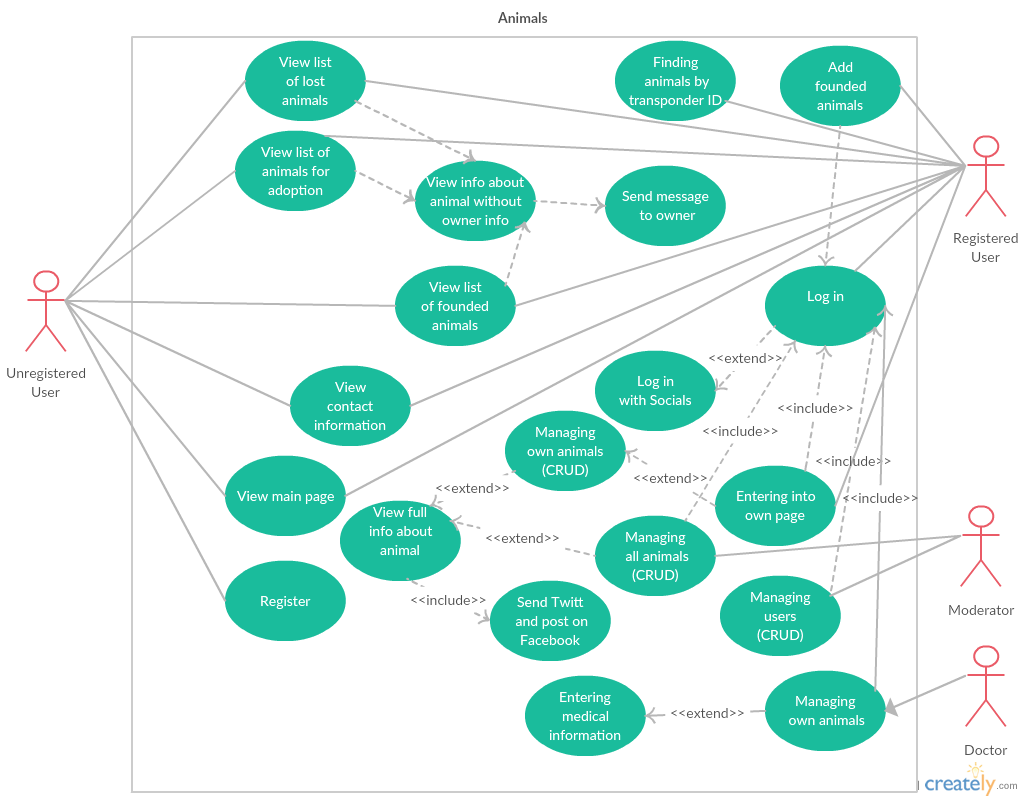 Animals
View list
of lost
animals
Finding
animals by
transponder ID
Add
founded
animals
View list of
animals for
adoption
View info about
animal without
owner info
Send message
to owner
Registered
User
View list
of founded
animals
Log in
Unregistered
User
<<extend>>
View
contact
information
Log in
with Socials
<<include>>
<<include>>
Managing
own animals
(CRUD)
<<include>>
<<extend>>
<<extend>>
View main page
Entering into
own page
<<include>>
View full
info about
animal
<<extend>>
Managing
all animals
(CRUD)
Moderator
Register
<<include>>
Send Twitt
and post on
Facebook
Managing
users
(CRUD)
Entering
medical
information
<<extend>>
Managing
own animals
Doctor
creately.com